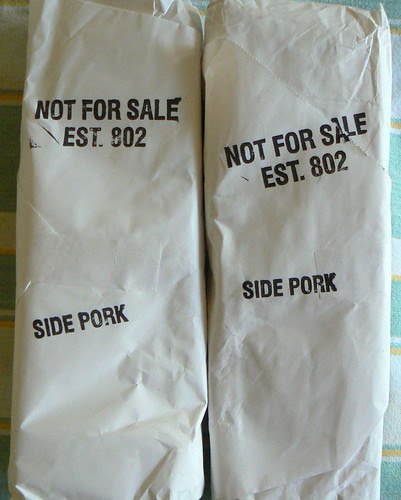 NOT FOR SALE
EST. 802
SIDE PORK
NOT FOR SALE
EST. 802
SIDE PORK